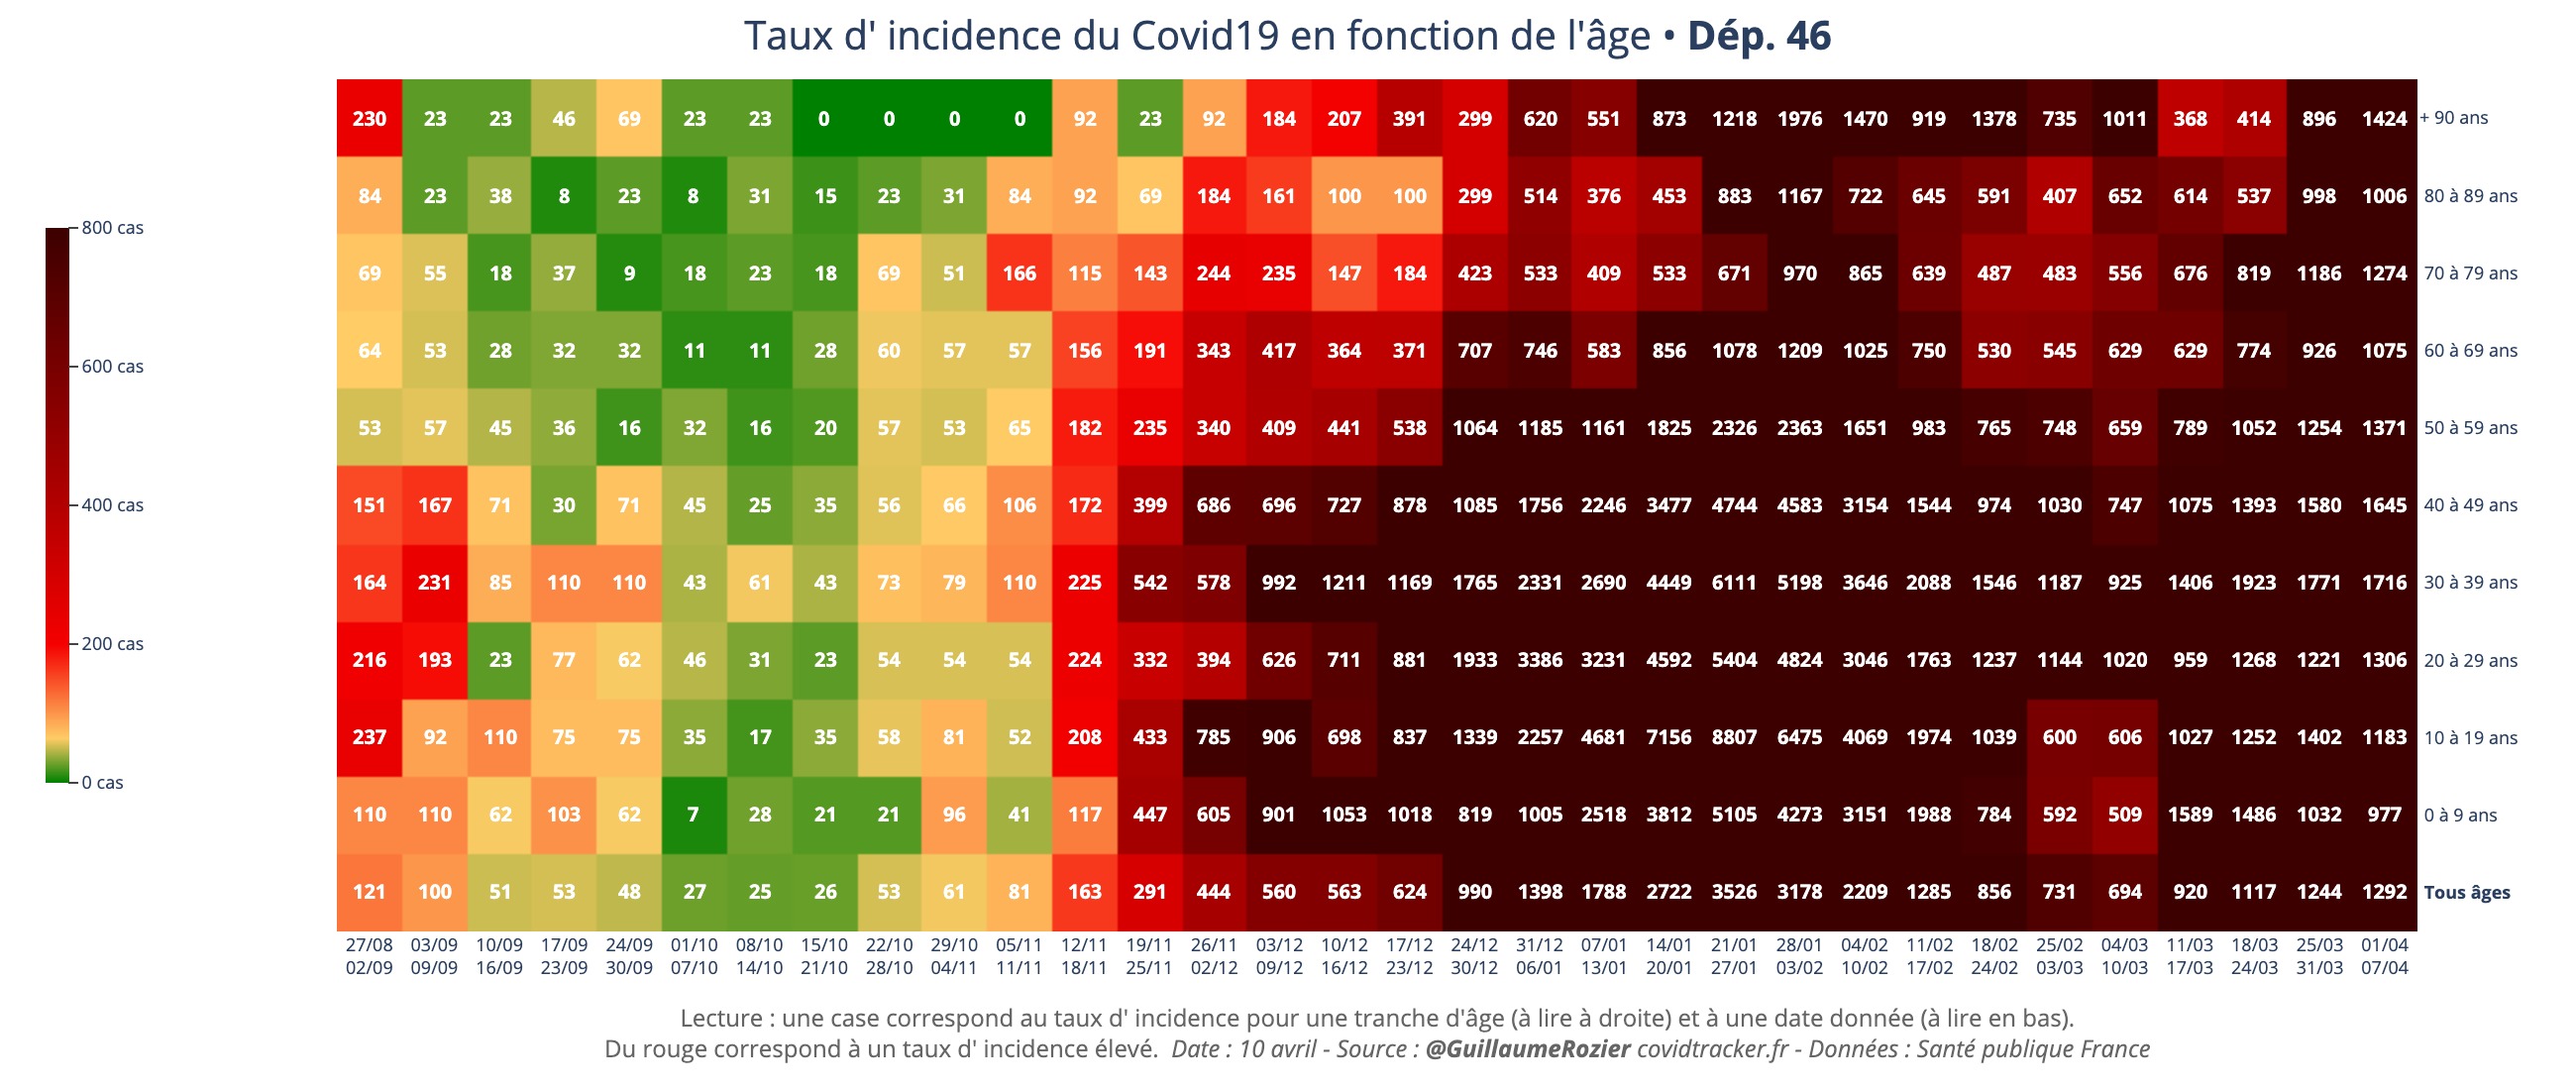 Taux d' incidence du Covid19 en fonction de l'âge • Dép. 46
230 23 23 46 69 23 23 0 0 0 0 92 23 92 184 207 391 299 620 551 873 1218 1976 1470 919 1378 735 1011 368 414 896 1424 + 90 ans
84 23 38 8 23 8 31 15 23 31 84 92 69 184 161 100 100 299 514 376 453 883 1167 722 645 591 407 652 614 537 998 1006 80 à 89 ans
800 cas
69 55 18 37 9 18 23 18 69 51 166 115 143 244 235 147 184 423 533 409 533 671 970 865 639 487 483 556 676 819 1186 1274 70 à 79 ans
64 53 28 32 32 11 11 28 60 57 57 156 191 343 417 364 371 707 746 583 856 1078 1209 1025 750 530 545 629 629 774 926 1075 60 à 69 ans
600 cas
53 57 45 36 16 32 16 20 57 53 65 182 235 340 409 441 538 1064 1185 1161 1825 2326 2363 1651 983 765 748 659 789 1052 1254 1371 50 à 59 ans
400 cas
151 167 71 30 71 45 25 35 56 66 106 172 399 686 696 727 878 1085 1756 2246 3477 4744 4583 3154 1544 974 1030 747 1075 1393 1580 1645 40 à 49 ans
164 231 85 110 110 43 61 43 73 79 110 225 542 578 992 1211 1169 1765 2331 2690 4449 6111 5198 3646 2088 1546 1187 925 1406 1923 1771 1716 30 à 39 ans
200 cas
216 193 23 77 62 46 31 23 54 54 54 224 332 394 626 711 881 1933 3386 3231 4592 5404 4824 3046 1763 1237 1144 1020 959 1268 1221 1306 20 à 29 ans
237 92 110 75 75 35 17 35 58 81 52 208 433 785 906 698 837 1339 2257 4681 7156 8807 6475 4069 1974 1039 600 606 1027 1252 1402 1183 10 à 19 ans
0 cas
110 110 62 103 62 7 28 21 21 96 41 117 447 605 901 1053 1018 819 1005 2518 3812 5105 4273 3151 1988 784 592 509 1589 1486 1032 977 0 à 9 ans
121 100 51 53 48 27 25 26 53 61 81 163 291 444 560 563 624 990 1398 1788 2722 3526 3178 2209 1285 856 731 694 920 1117 1244 1292 Tous âges
27/08 03/09 10/09 17/09 24/09 01/10 08/10 15/10 22/10 29/10 05/11 12/11 19/11 26/11 03/12 10/12 17/12 24/12 31/12 07/01 14/01 21/01 28/01 04/02 11/02 18/02 25/02 04/03 11/03 18/03 25/03 01/04
02/09 09/09 16/09 23/09 30/09 07/10 14/10 21/10 28/10 04/11 11/11 18/11 25/11 02/12 09/12 16/12 23/12 30/12 06/01 13/01 20/01 27/01 03/02 10/02 17/02 24/02 03/03 10/03 17/03 24/03 31/03 07/04
Lecture : une case correspond au taux d' incidence pour une tranche d'âge (à lire à droite) et à une date donnée (à lire en bas).
Du rouge correspond à un taux d' incidence élevé. Date : 10 avril - Source : @GuillaumeRozier covidtracker.fr - Données : Santé publique France